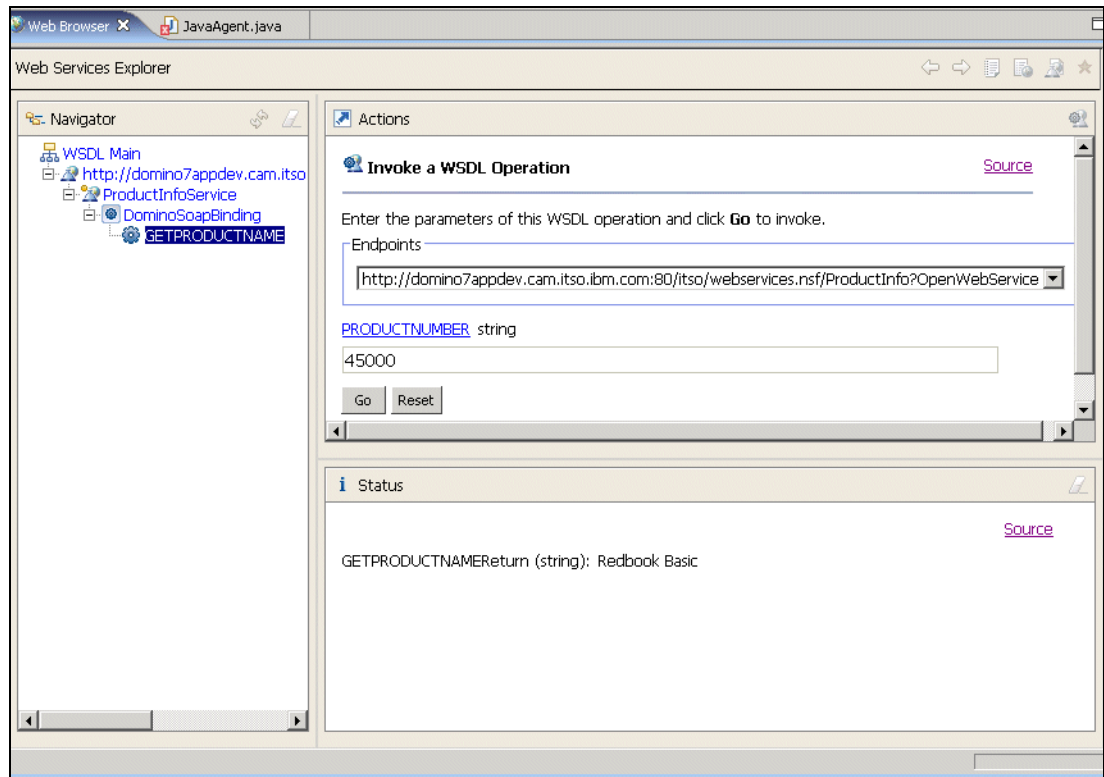 Web Browser JavaAgent.java
Web Services Explorer
Navigator
WSDL Main
http://domino7appdev.cam.itso
ProductInfoService
DominoSoapBinding
GETPRODUCTNAME
Actions
Invoke a WSDL Operation Source
Enter the parameters of this WSDL operation and click Go to invoke.
Endpoints
http://domino7appdev.cam.itso.ibm.com:80/itso/webservices.nsf/ProductInfo?OpenWebService
PRODUCTNUMBER string
45000
Go Reset
i Status
Source
GETPRODUCTNAMEReturn (string): Redbook Basic